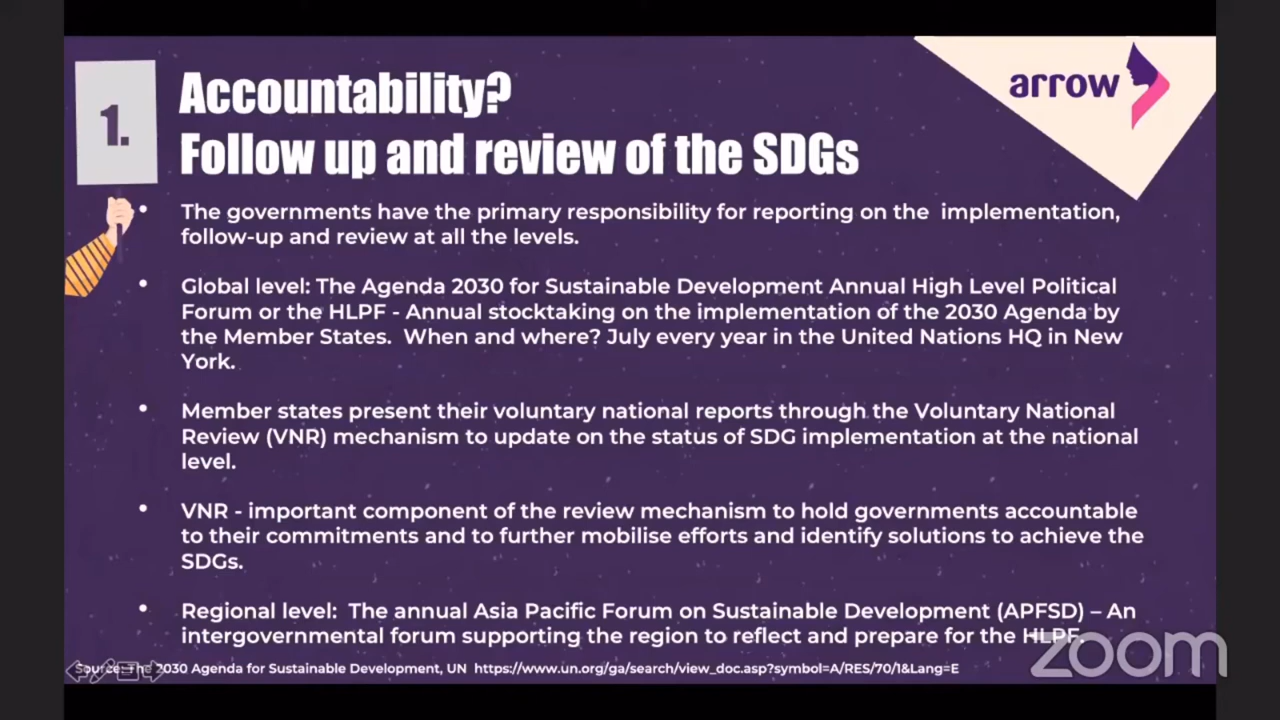 1.
Accountability?
Follow up and review of the SDGs
arrow
• The governments have the primary responsibility for reporting on the implementation,
follow-up and review at all the levels.
• Global level: The Agenda 2030 for Sustainable Development Annual High Level Political
Forum or the HLPF - Annual stocktaking on the implementation of the 2030 Agenda by
the Member States. When and where? July every year in the United Nations HQ in New
York.
• Member states present their voluntary national reports through the Voluntary National
Review (VNR) mechanism to update on the status of SDG implementation at the national
level.
• VNR - important component of the review mechanism to hold governments accountable
to their commitments and to further mobilise efforts and identify solutions to achieve the
SDGs.
• Regional level: The annual Asia Pacific Forum on Sustainable Development (APFSD) – An
intergovernmental forum supporting the region to reflect and prepare for the HLPF.
Source: The 2030 Agenda for Sustainable Development, UN https://www.un.org/ga/search/view_doc.asp?symbol=A/RES/70/1&Lang=E
zoom